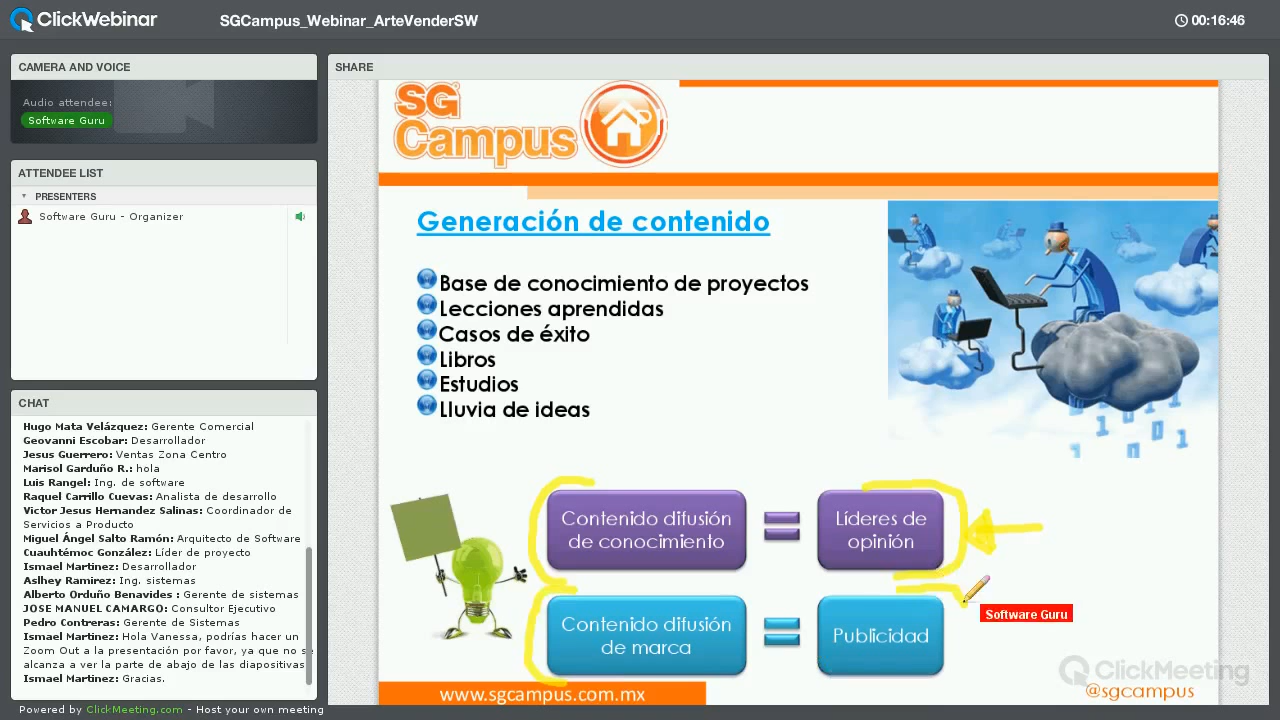 ClickWebinar
SGCampus_Webinar_ArteVenderSW
00:16:46
CAMERA AND VOICE
Audio attendee:
Software Guru
ATTENDEE LIST
PRESENTERS
Software Guru - Organizer
CHAT
Hugo Mata Velázquez: Gerente Comercial
Geovanni Escobar: Desarrollador
Jesus Guerrero: Ventas Zona Centro
Marisol Garduño R.: hola
Luis Rangel: Ing. de software
Raquel Carrillo Cuevas: Analista de desarrollo
Victor Jesus Hernandez Salinas: Coordinador de
Servicios a Producto
Miguel Ángel Salto Ramon: Arquitecto de Software
Cuauhtémoc González: Líder de proyecto
Ismael Martinez: Desarrollador
Aslhey Ramirez: Ing. sistemas
Alberto Orduño Benavides : Gerente de sistemas
JOSE MANUEL CAMARGO: Consultor Ejecutivo
Pedro Contreras: Gerente de Sistemas
Ismael Martinez: Hola Vanessa, podrías hacer un
Zoom Out a la presentación por favor, ya que no se
alcanza a ver la parte de abajo de las diapositivas
Ismael Martinez: Gracias.
Powered by ClickMeeting.com - Host your own meeting
SHARE
SG
Campus
Generación de contenido
Base de conocimiento de proyectos
Lecciones aprendidas
Casos de éxito
Libros
Estudios
Lluvia de ideas
Contenido difusión
de conocimiento
Líderes de
opinión
Software Guru
Contenido difusión
de marca
Publicidad
ClickMeeting
www.sgcampus.com.mx
@sgcampus